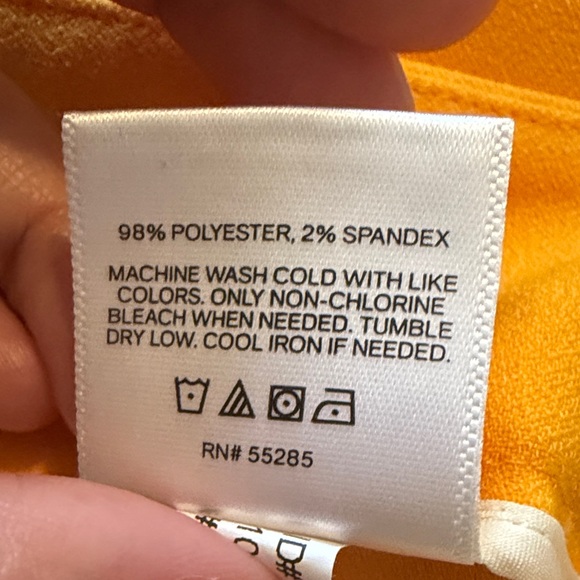 98% POLYESTER, 2% SPANDEX
MACHINE WASH COLD WITH LIKE
COLORS. ONLY NON-CHLORINE
BLEACH WHEN NEEDED. TUMBLE
DRY LOW. COOL IRON IF NEEDED.
RN# 55285